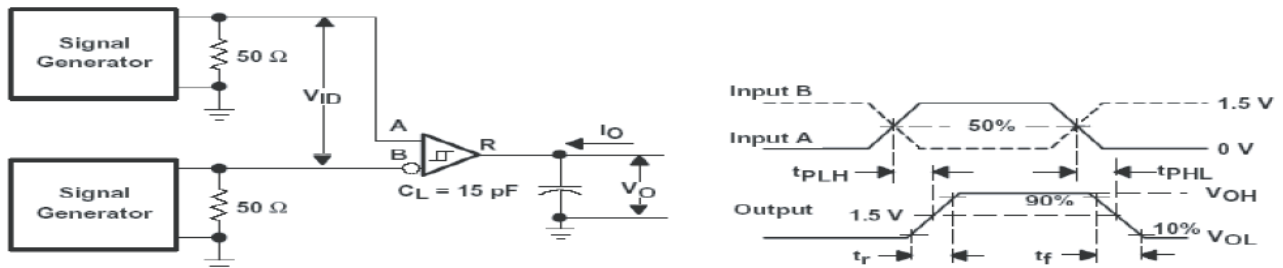 Signal
Generator
50 Ω
VID
A
B
R
IO
CL = 15 pF
VO
Signal
Generator
50 Ω
Input B
1.5 V
50%
Input A
0 V
tPLH
tPHL
Output
1.5 V
90%
VOH
10%
VOL
tr
tf